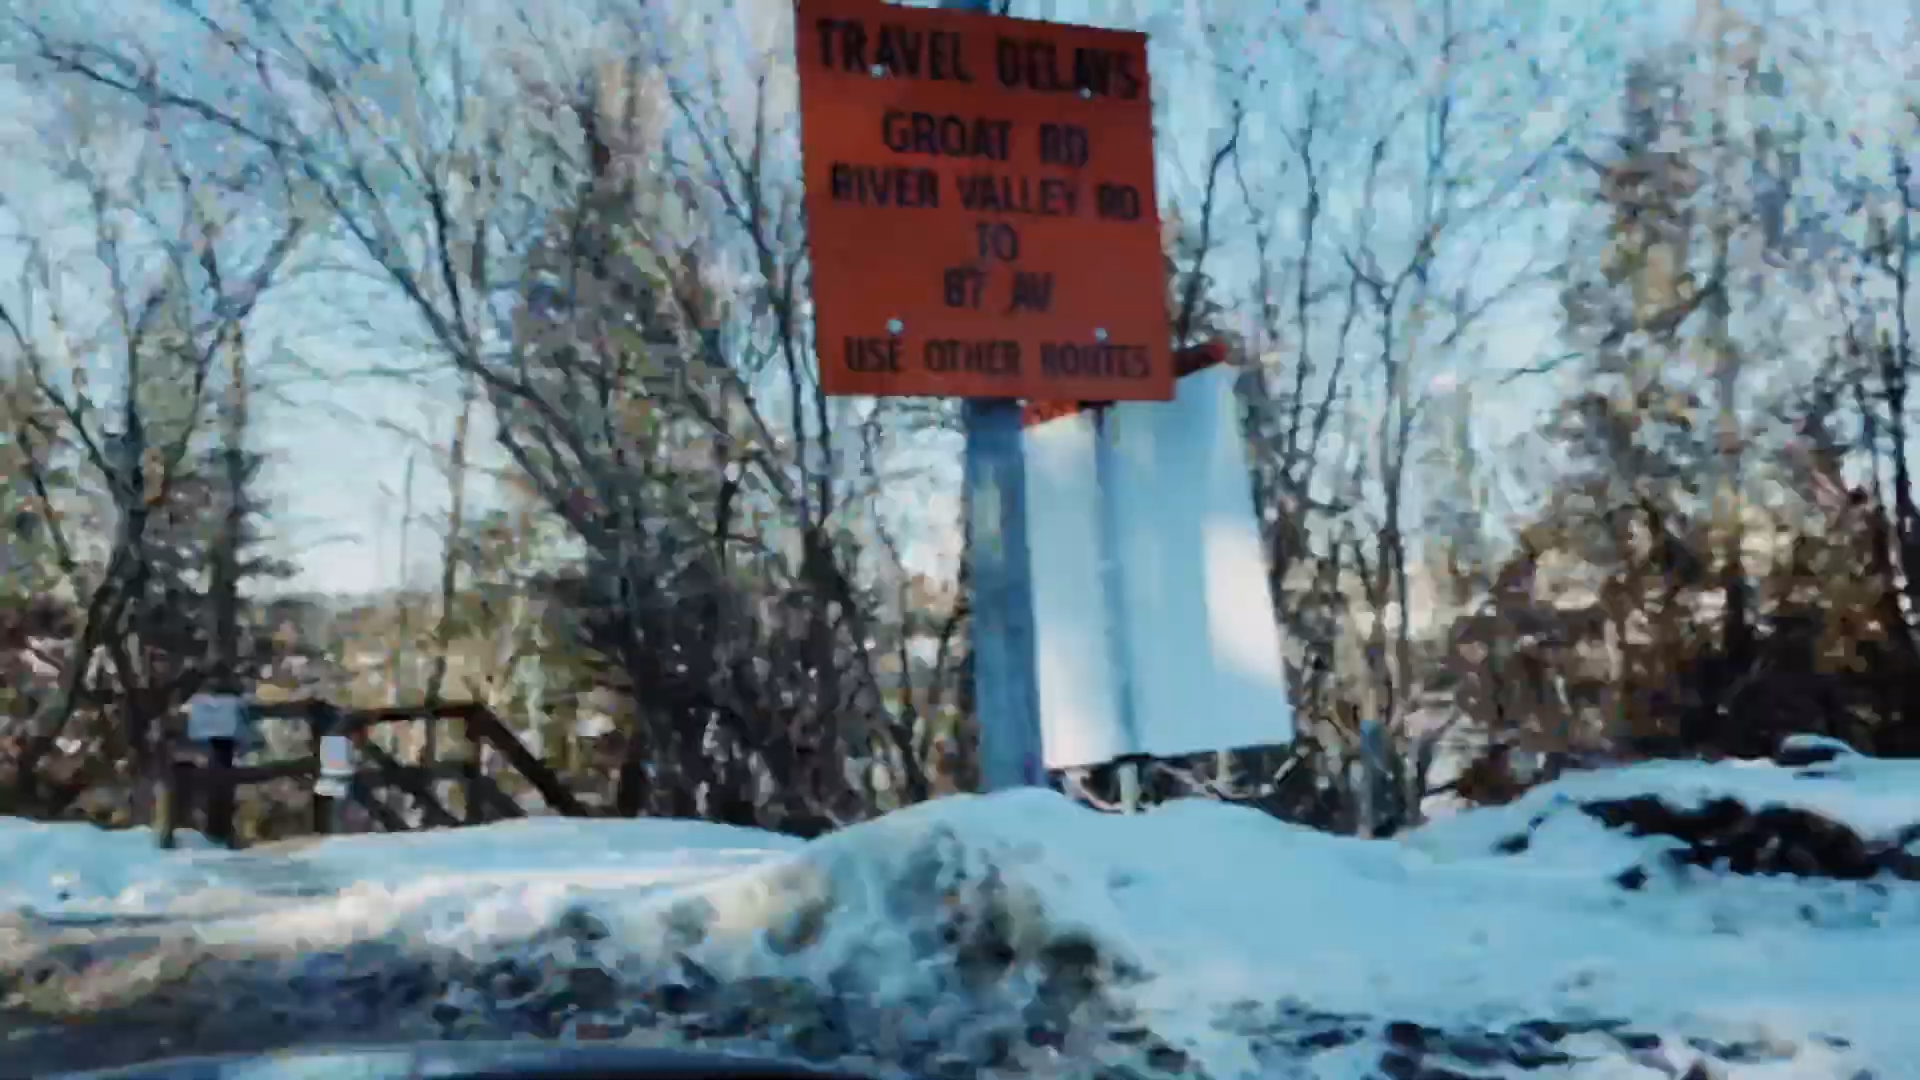 TRAVEL DELAYS
GROAT RD
RIVER VALLEY RD
TO
87 AV
USE OTHER ROUTES